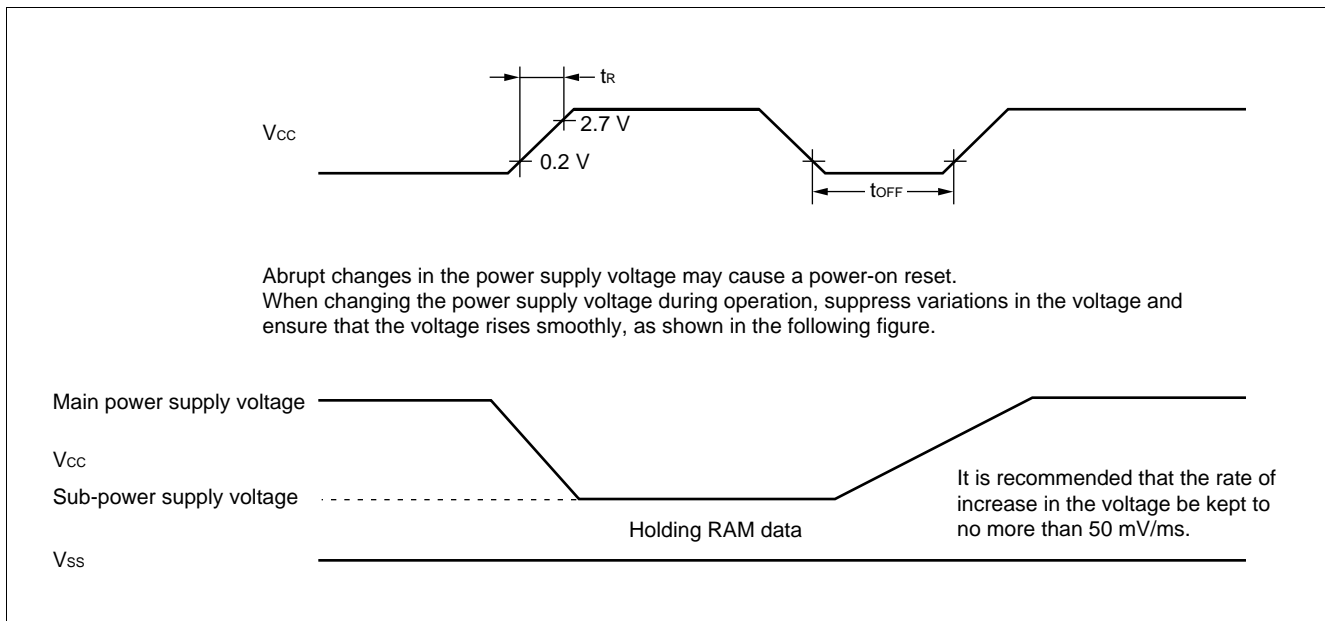 tR
VCC
2.7 V
0.2 V
tOFF
Abrupt changes in the power supply voltage may cause a power-on reset.
When changing the power supply voltage during operation, suppress variations in the voltage and
ensure that the voltage rises smoothly, as shown in the following figure.
Main power supply voltage
VCC
Sub-power supply voltage
It is recommended that the rate of
increase in the voltage be kept to
no more than 50 mV/ms.
Holding RAM data
VSS